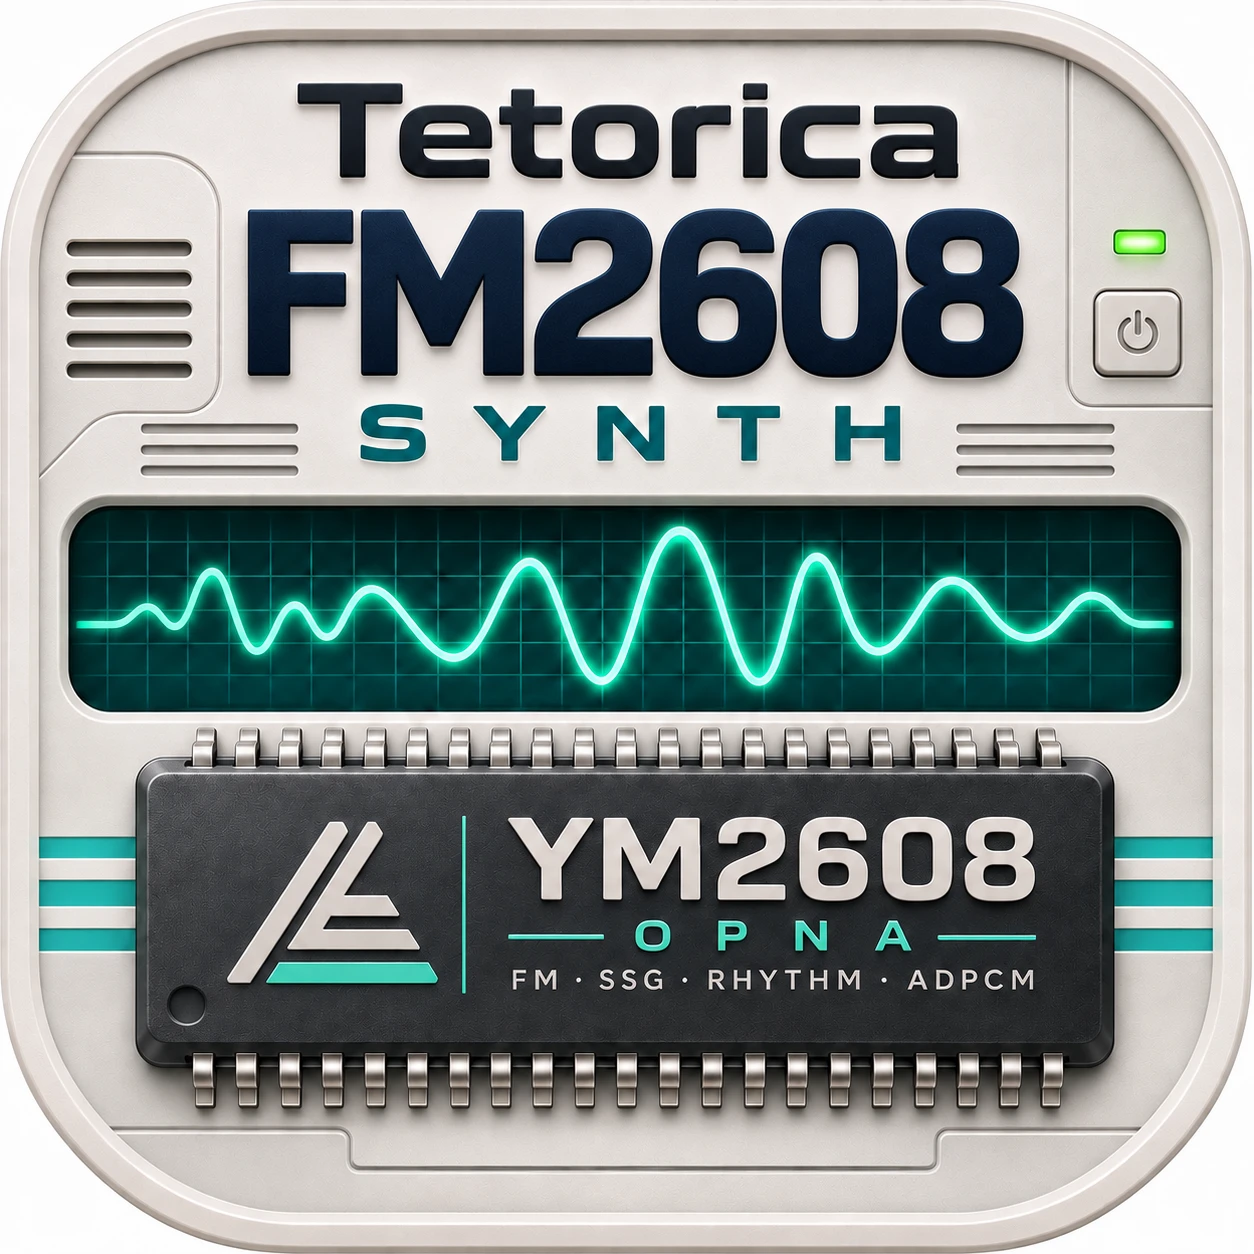 Tetorica
FM2608
SYNTH
YM2608
OPNA
FM · SSG · RHYTHM · ADPCM